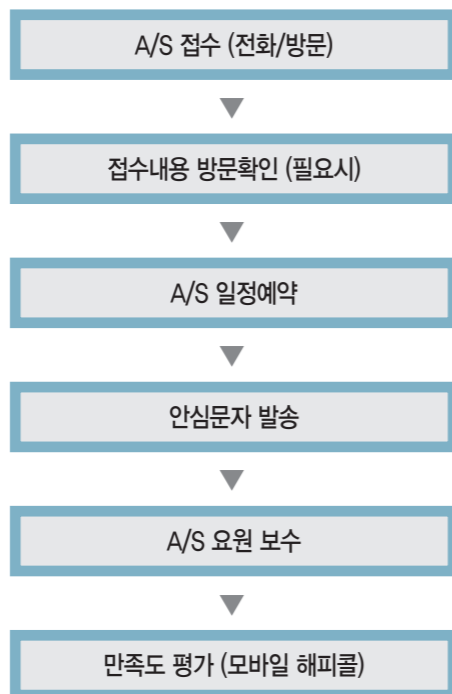 A/S 접수 (전화/방문)
접수내용 방문확인 (필요시)
A/S 일정예약
안심문자 발송
A/S 요원 보수
만족도 평가 (모바일 해피콜)